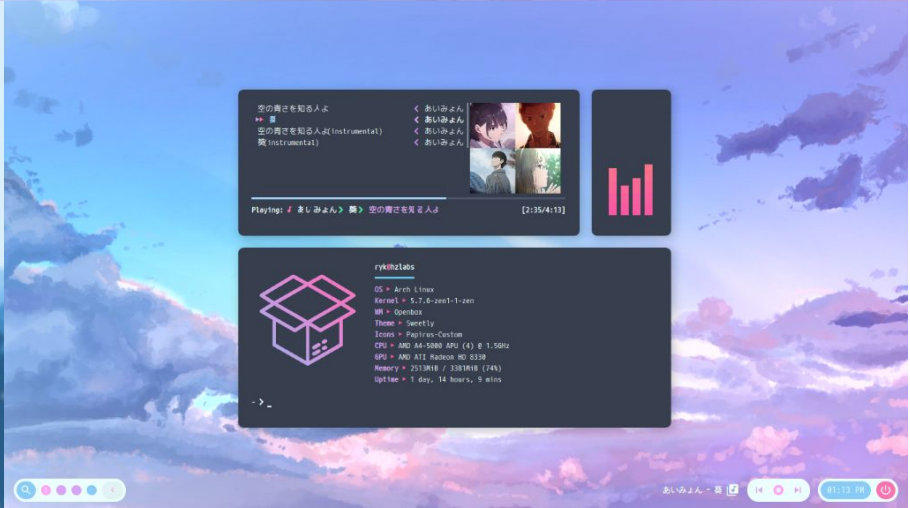 空の青さを知る人よ < あいみょん
▶▶ 葵 < あいみょん
空の青さを知る人よ(instrumental) < あいみょん
葵(instrumental) < あいみょん
Playing: ♪ あいみょん > 葵 > 空の青さを知る人よ [2:35/4:13]
ryk@hzlabs
OS ▸ Arch Linux
Kernel ▸ 5.7.6-zen1-1-zen
WM ▸ Openbox
Theme ▸ Sweetly
Icons ▸ Papirus-Custom
CPU ▸ AMD A4-5000 APU (4) @ 1.5GHz
GPU ▸ AMD ATI Radeon HD 8330
Memory ▸ 2513MiB / 3381MiB (74%)
Uptime ▸ 1 day, 14 hours, 9 mins
~ > _
あいみょん - 葵
01:13 PM